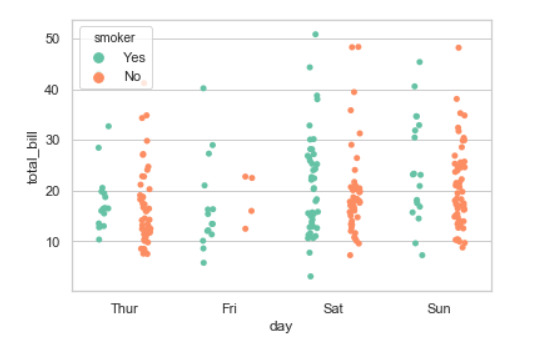 50
40
30
20
10
total_bill
smoker
Yes
No
Thur Fri Sat Sun
day